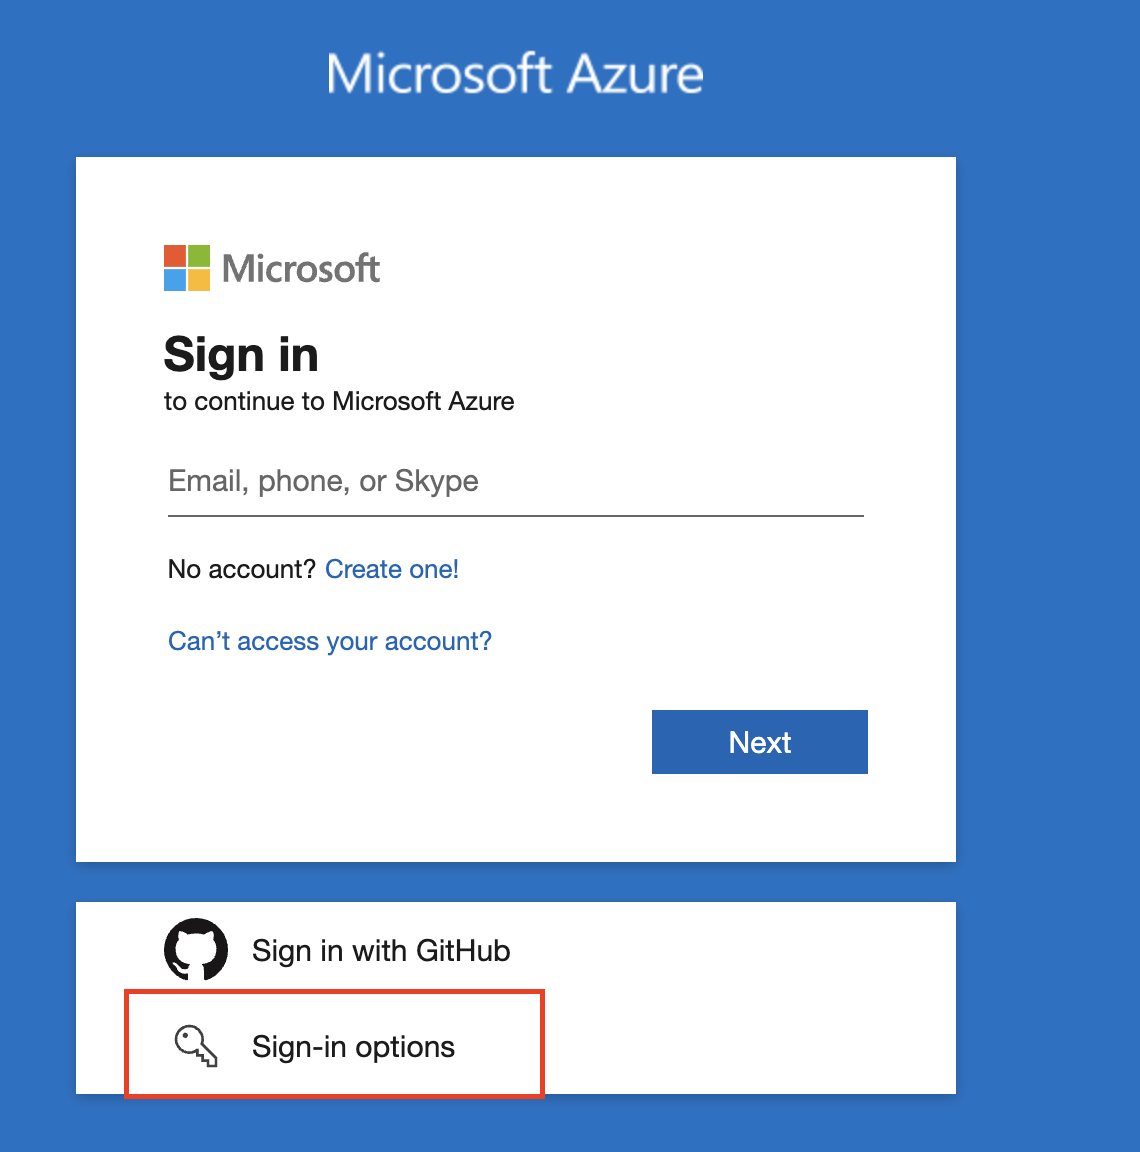 Microsoft Azure
Microsoft
Sign in
to continue to Microsoft Azure
Email, phone, or Skype
No account? Create one!
Can’t access your account?
Next
Sign in with GitHub
Sign-in options